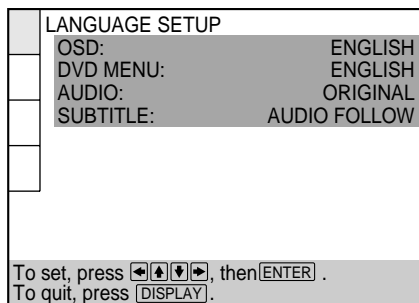 LANGUAGE SETUP
OSD: ENGLISH
DVD MENU: ENGLISH
AUDIO: ORIGINAL
SUBTITLE: AUDIO FOLLOW
To set, press ←↑↓→, then ENTER .
To quit, press DISPLAY.